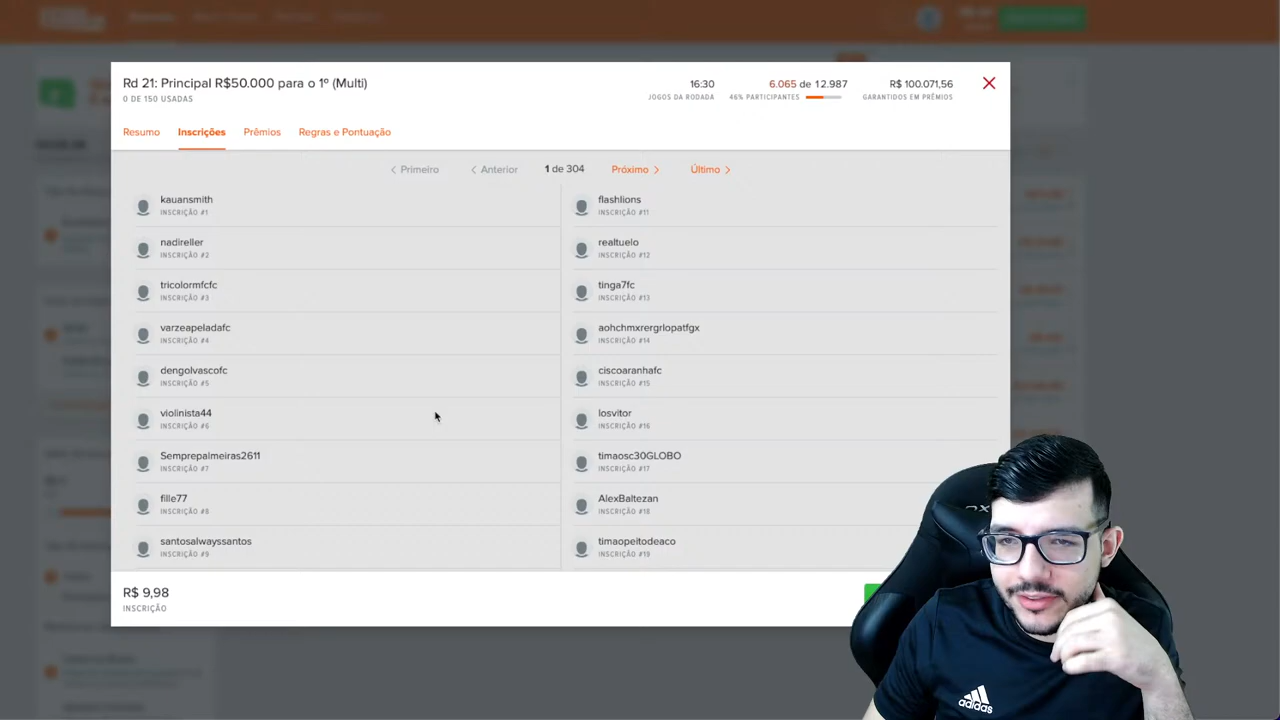 Rd 21: Principal R$50.000 para o 1º (Multi)
0 DE 150 USADAS
16:30
JOGOS DA RODADA
6.065 de 12.987
46% PARTICIPANTES
R$ 100.071,56
GARANTIDOS EM PRÊMIOS
Resumo
Inscrições
Prêmios
Regras e Pontuação
Primeiro
Anterior
1 de 304
Próximo
Último
kauansmith
INSCRIÇÃO #1
nadireller
INSCRIÇÃO #2
tricolormfcfc
INSCRIÇÃO #3
varzeapeladafc
INSCRIÇÃO #4
dengolvascofc
INSCRIÇÃO #5
violinista44
INSCRIÇÃO #6
Semprepalmeiras2611
INSCRIÇÃO #7
fille77
INSCRIÇÃO #8
santosalwayssantos
INSCRIÇÃO #9
flashlions
INSCRIÇÃO #11
realtuelo
INSCRIÇÃO #12
tinga7fc
INSCRIÇÃO #13
aohchmxrergrlopatfgx
INSCRIÇÃO #14
ciscoaranhafc
INSCRIÇÃO #15
losvitor
INSCRIÇÃO #16
timaosc30GLOBO
INSCRIÇÃO #17
AlexBaltezan
INSCRIÇÃO #18
timaopeitodeaco
INSCRIÇÃO #19
R$ 9,98
INSCRIÇÃO
adidas